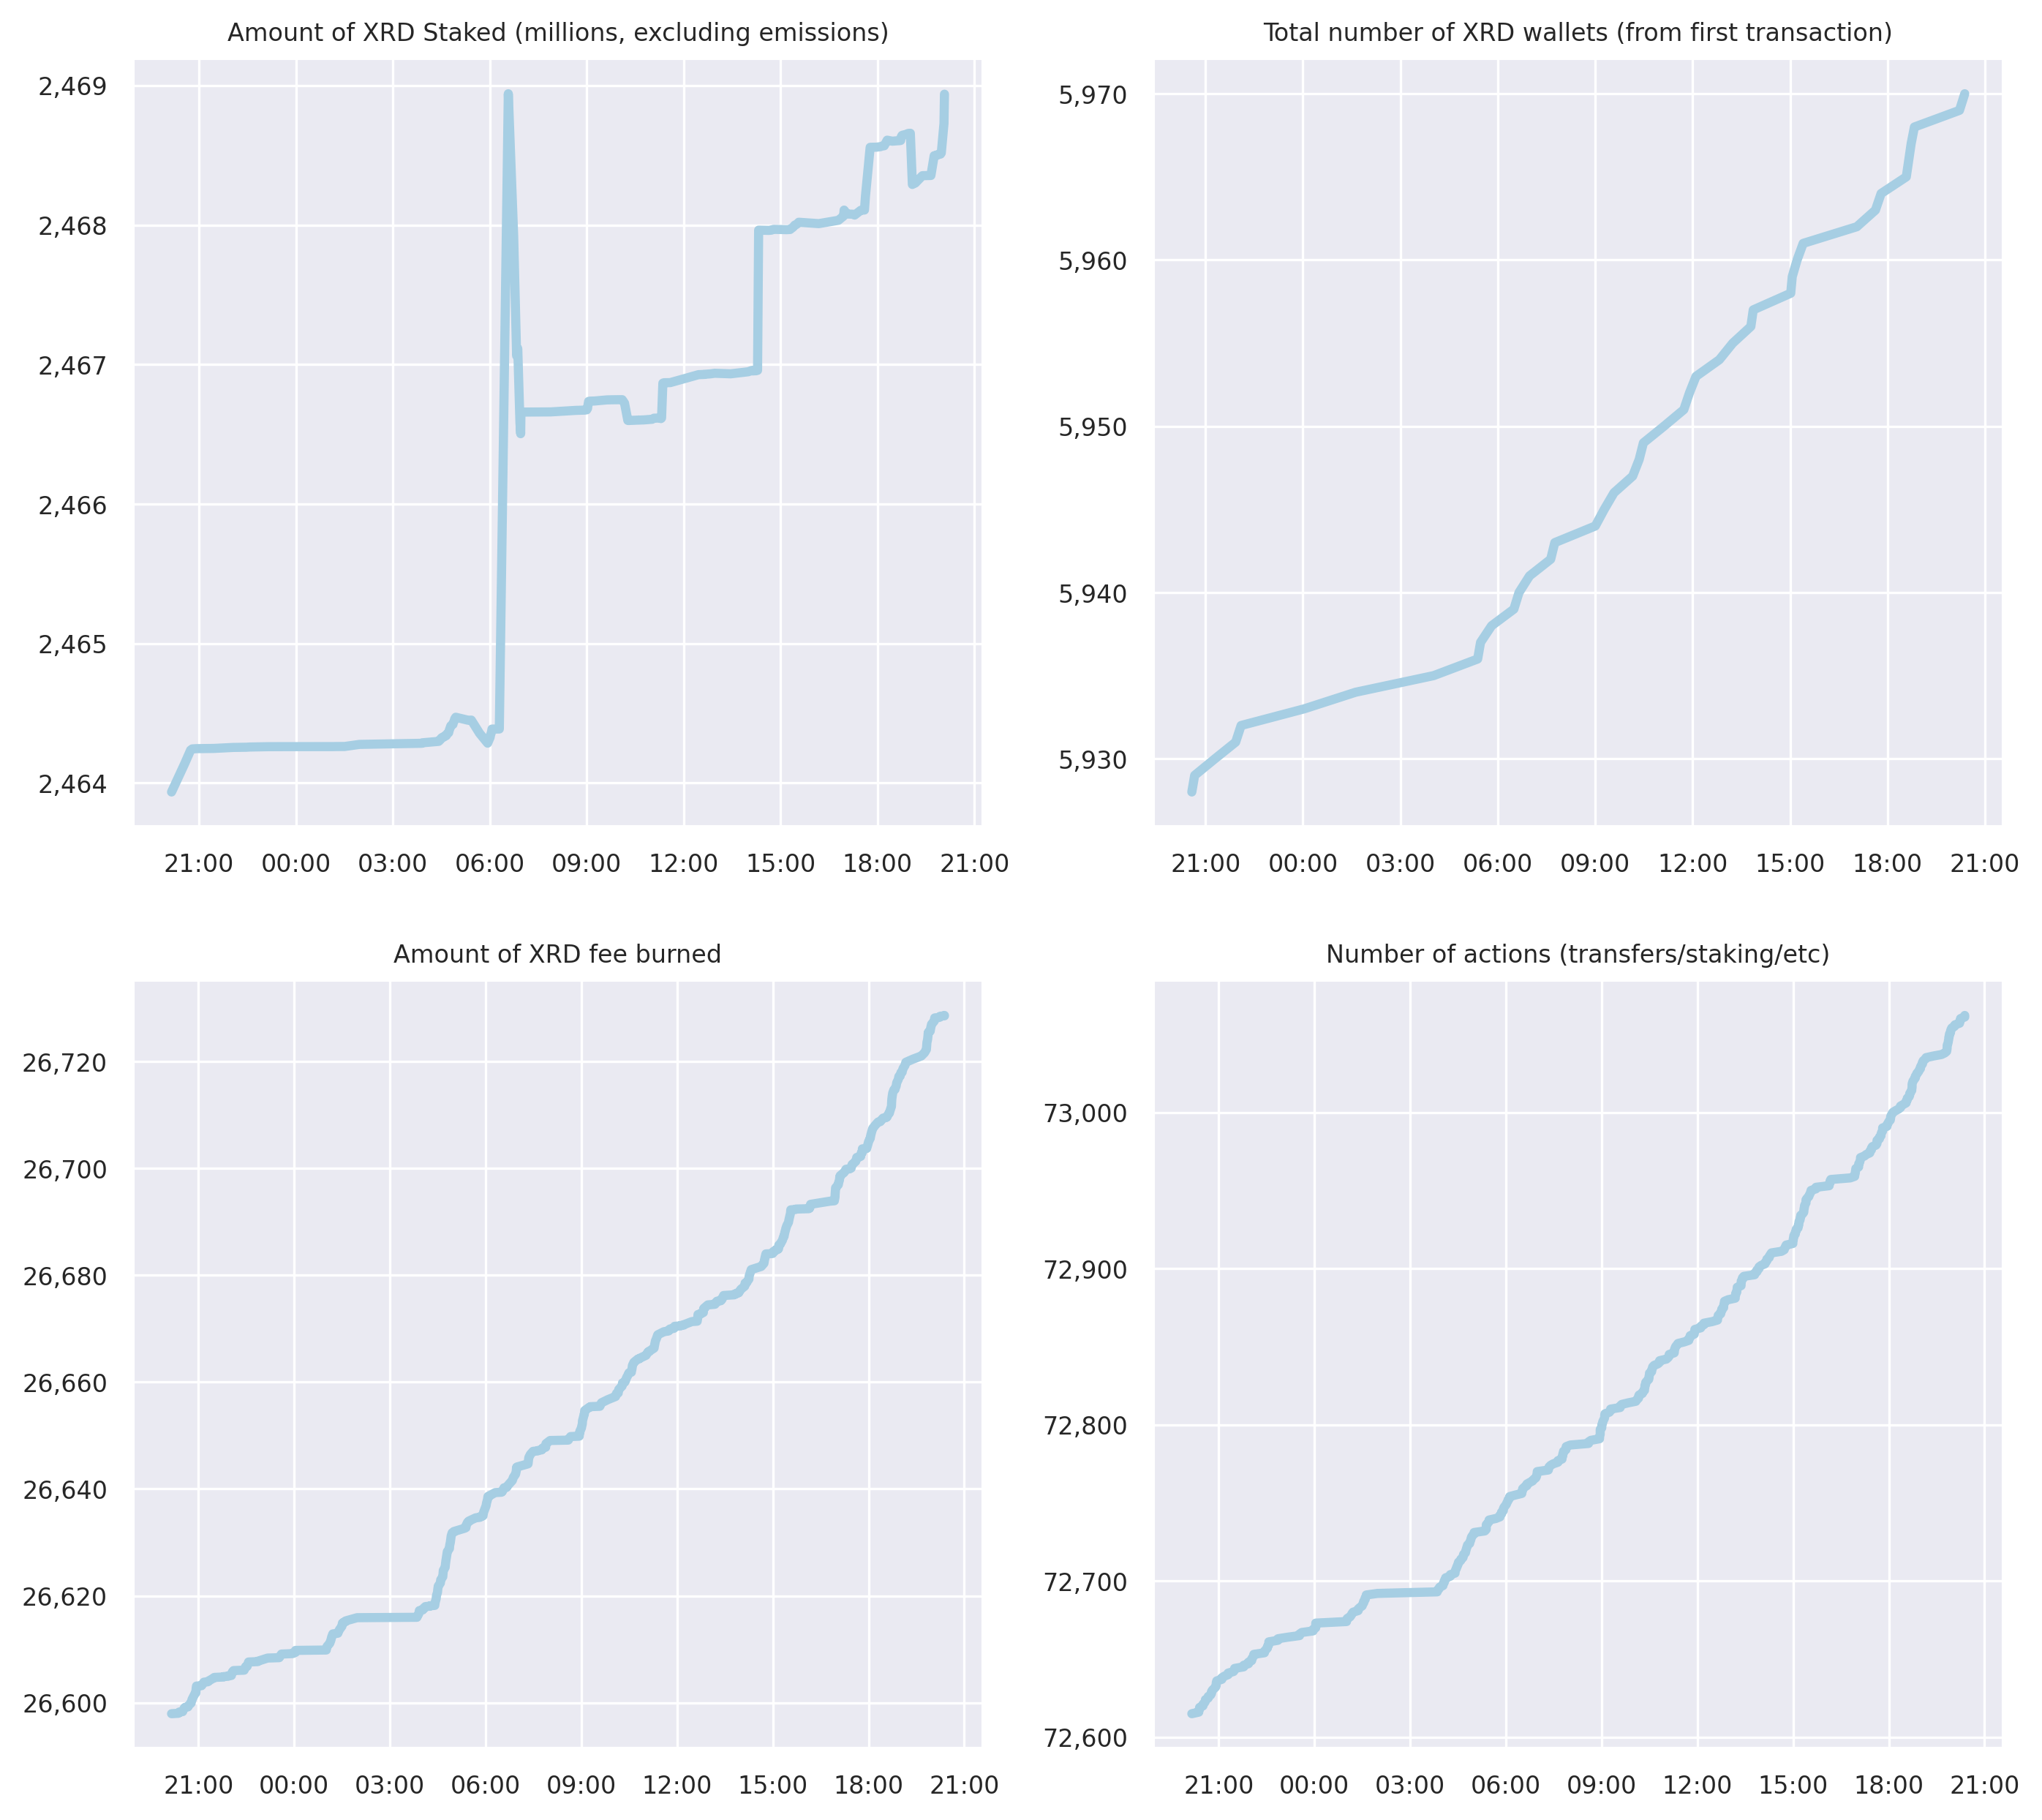 Amount of XRD Staked (millions, excluding emissions)
2,469
2,468
2,467
2,466
2,465
2,464
21:00 00:00 03:00 06:00 09:00 12:00 15:00 18:00 21:00
Total number of XRD wallets (from first transaction)
5,970
5,960
5,950
5,940
5,930
21:00 00:00 03:00 06:00 09:00 12:00 15:00 18:00 21:00
Amount of XRD fee burned
26,720
26,700
26,680
26,660
26,640
26,620
26,600
21:00 00:00 03:00 06:00 09:00 12:00 15:00 18:00 21:00
Number of actions (transfers/staking/etc)
73,000
72,900
72,800
72,700
72,600
21:00 00:00 03:00 06:00 09:00 12:00 15:00 18:00 21:00